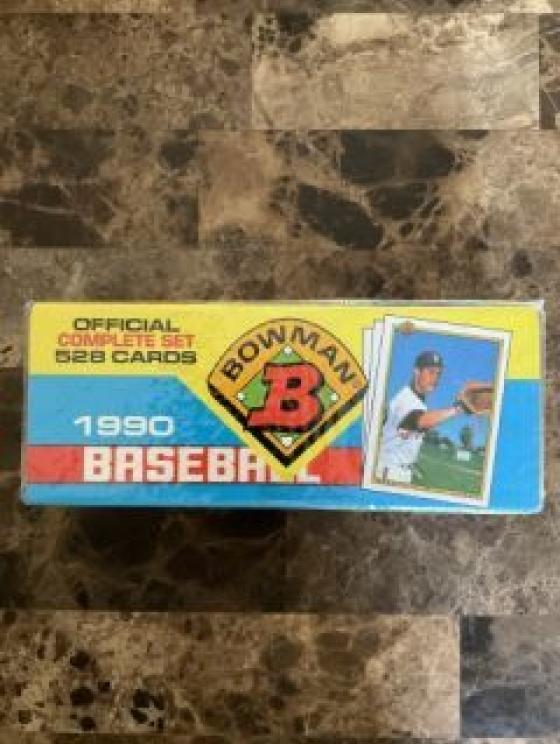 OFFICIAL
COMPLETE SET
528 CARDS
BOWMAN
B
1990
BASEBALL